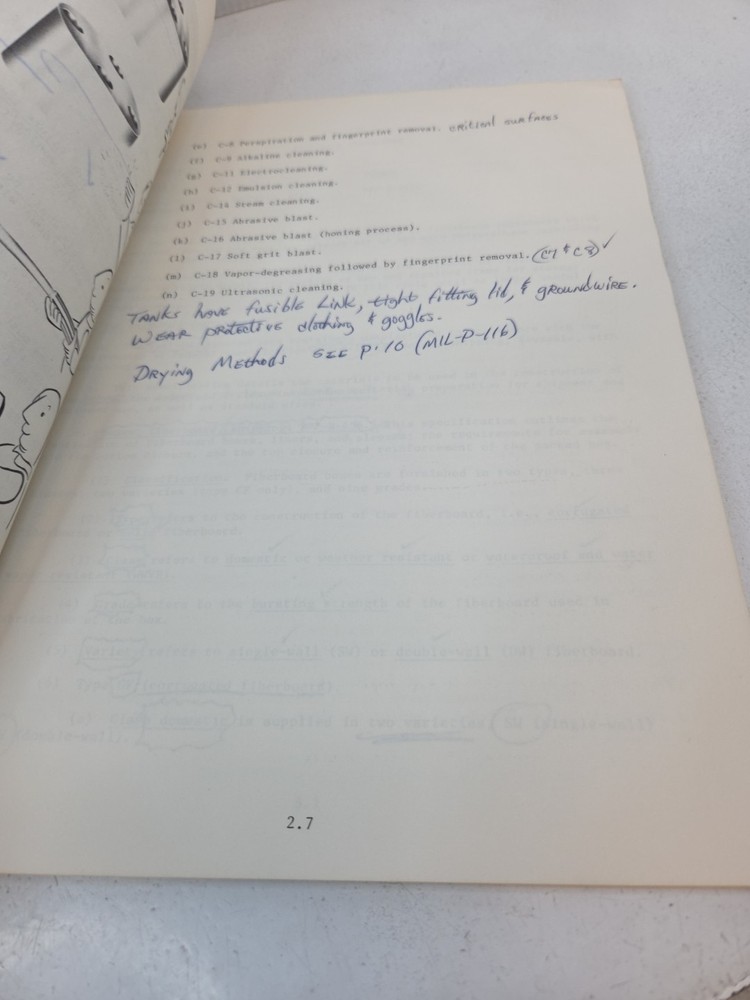 (e) C-8 Perspiration and fingerprint removal. critical surfaces
(f) C-9 Alkaline cleaning.
(g) C-11 Electrocleaning.
(h) C-12 Emulsion cleaning.
(i) C-14 Steam cleaning.
(j) C-15 Abrasive blast.
(k) C-16 Abrasive blast (honing process).
(l) C-17 Soft grit blast.
(m) C-18 Vapor-degreasing followed by fingerprint removal. (C7 & C8) ✓
(n) C-19 Ultrasonic cleaning.
TANKS HAVE fusible Link, tight fitting lid, & GROUNDWIRE.
WEAR PROTECTIVE clothing & goggles.
DRYING METHODS SEE P. 10 (MIL-P-116)
2.7